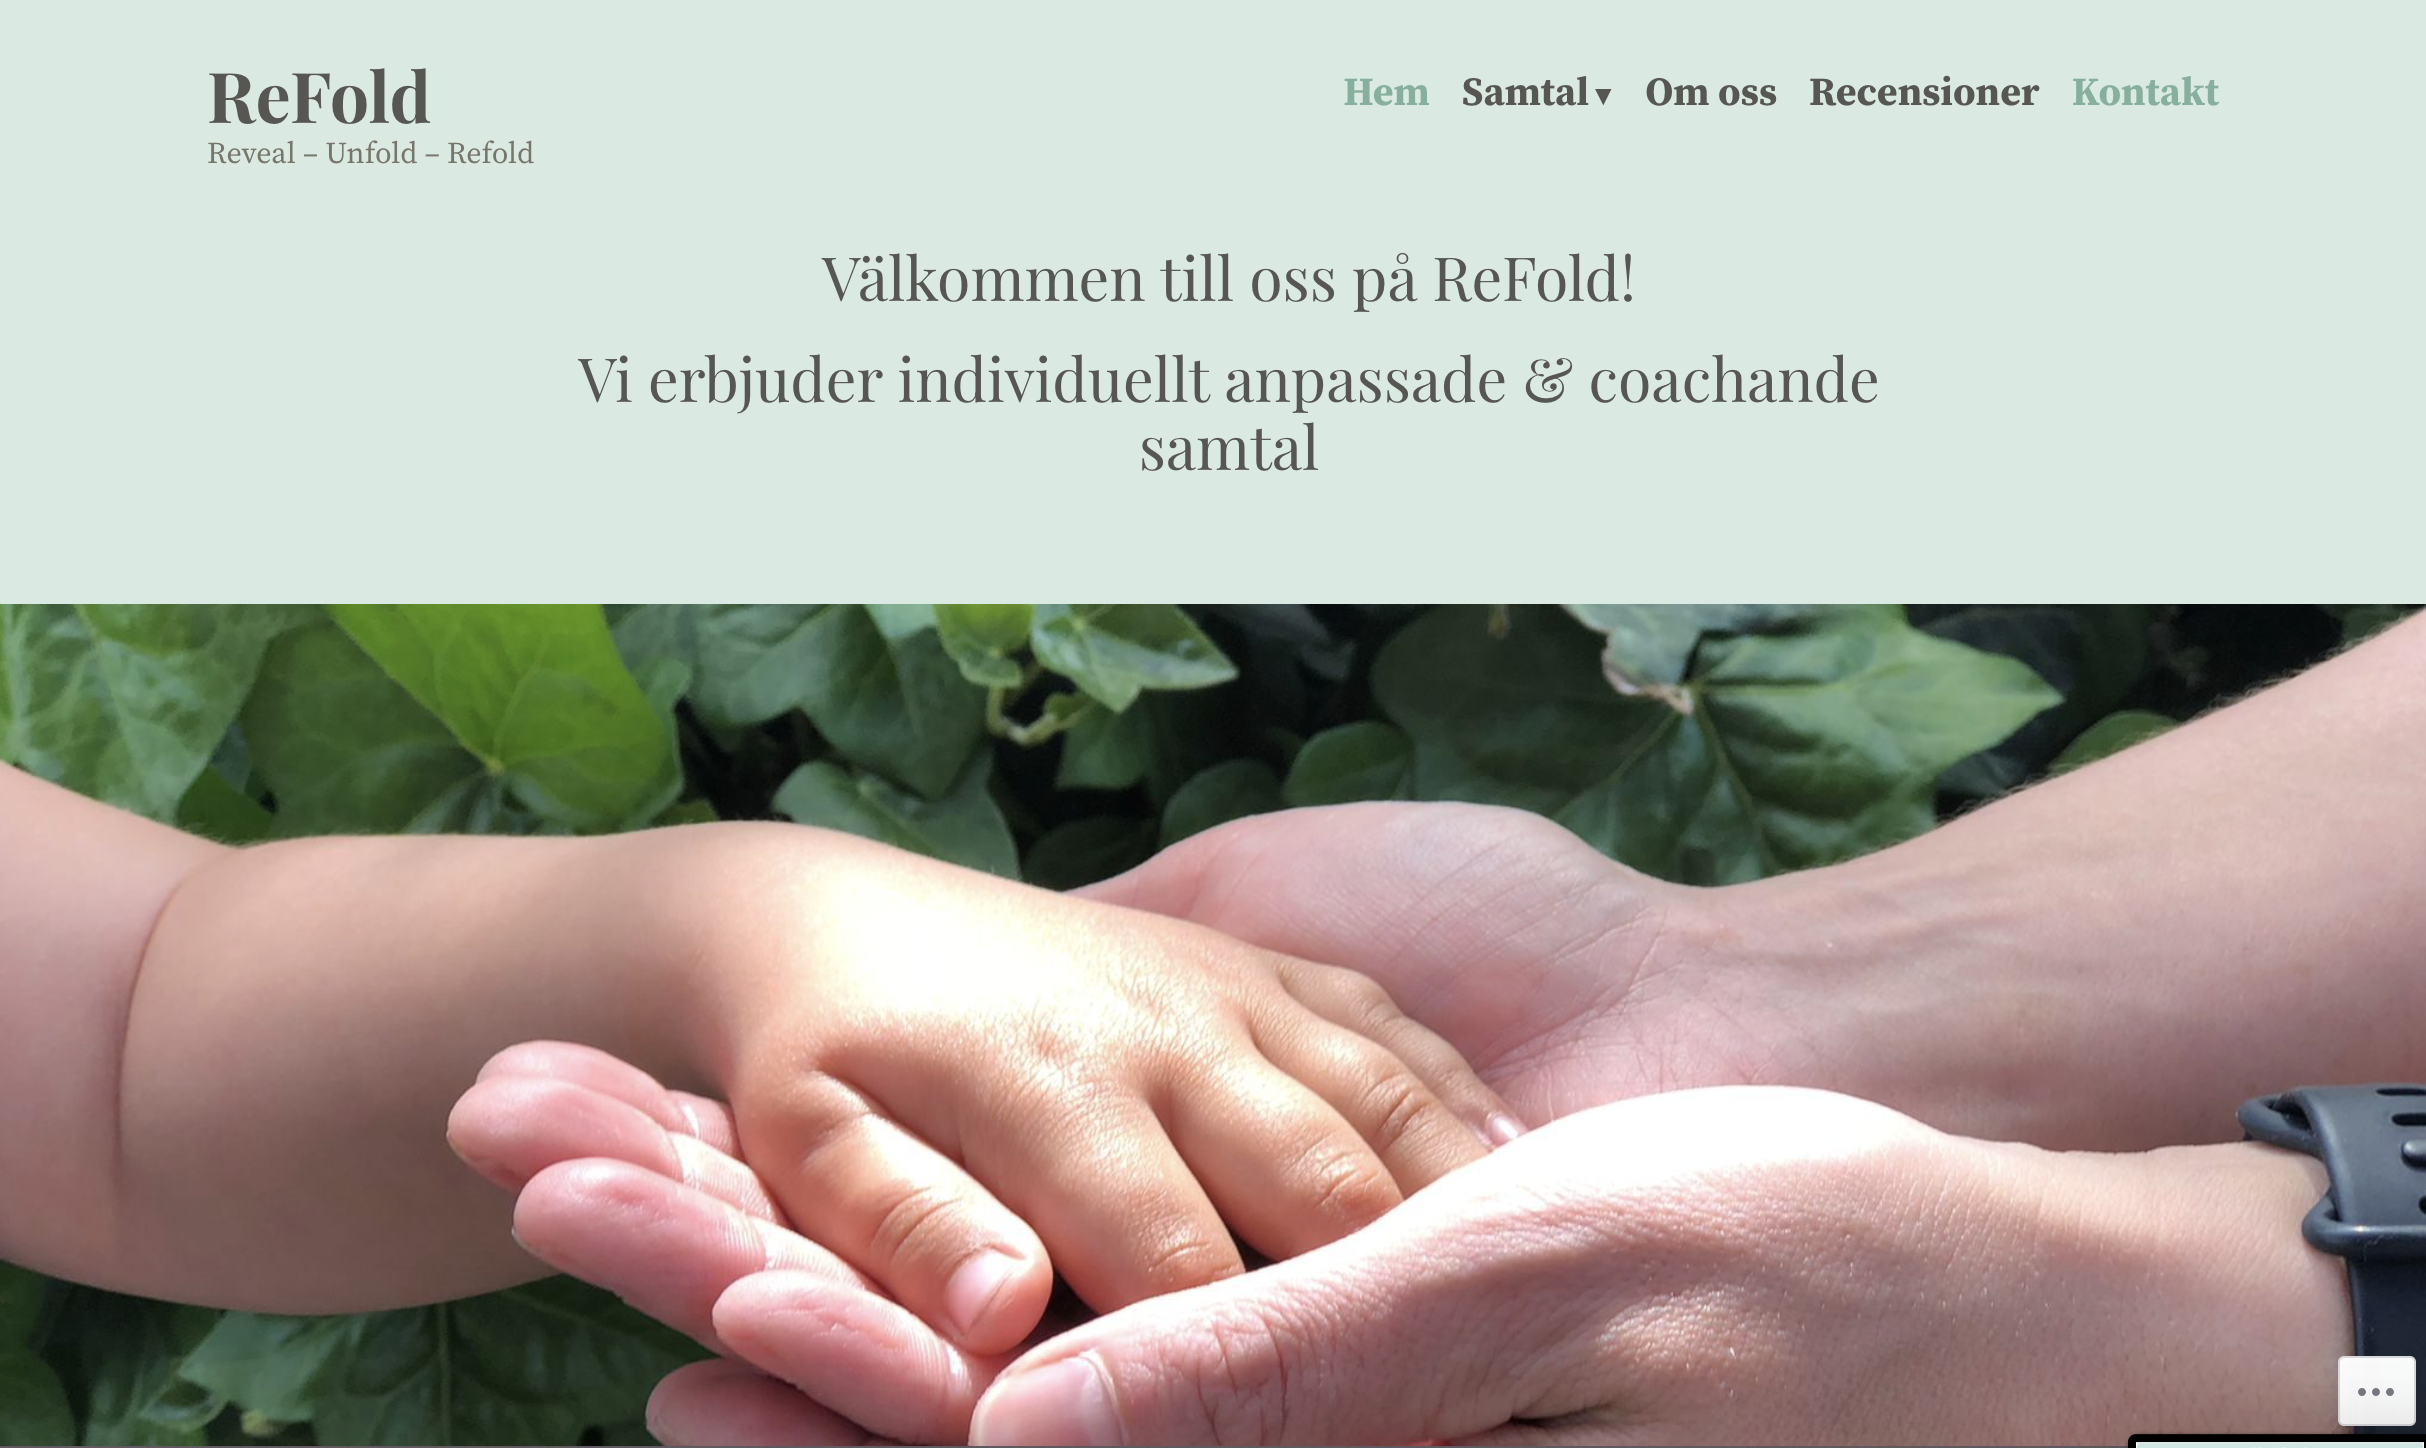 ReFold
Reveal – Unfold – Refold
Hem Samtal ▾ Om oss Recensioner Kontakt
Välkommen till oss på ReFold!
Vi erbjuder individuellt anpassade & coachande
samtal